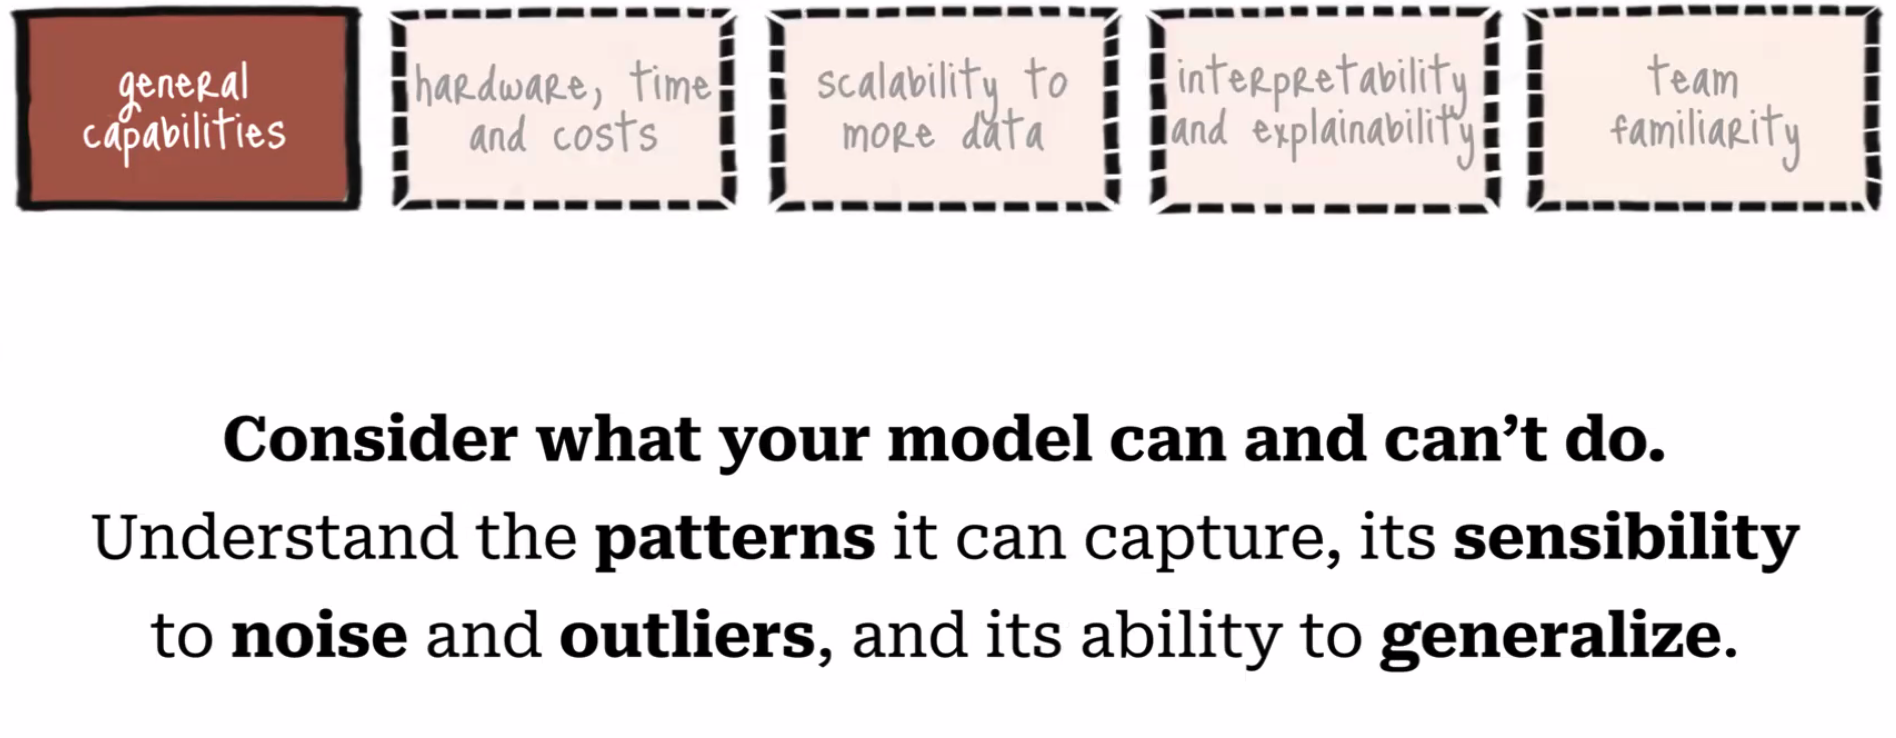 general
capabilities
hardware, time
and costs
scalability to
more data
interpretability
and explainability
team
familiarity
Consider what your model can and can’t do.
Understand the patterns it can capture, its sensibility
to noise and outliers, and its ability to generalize.